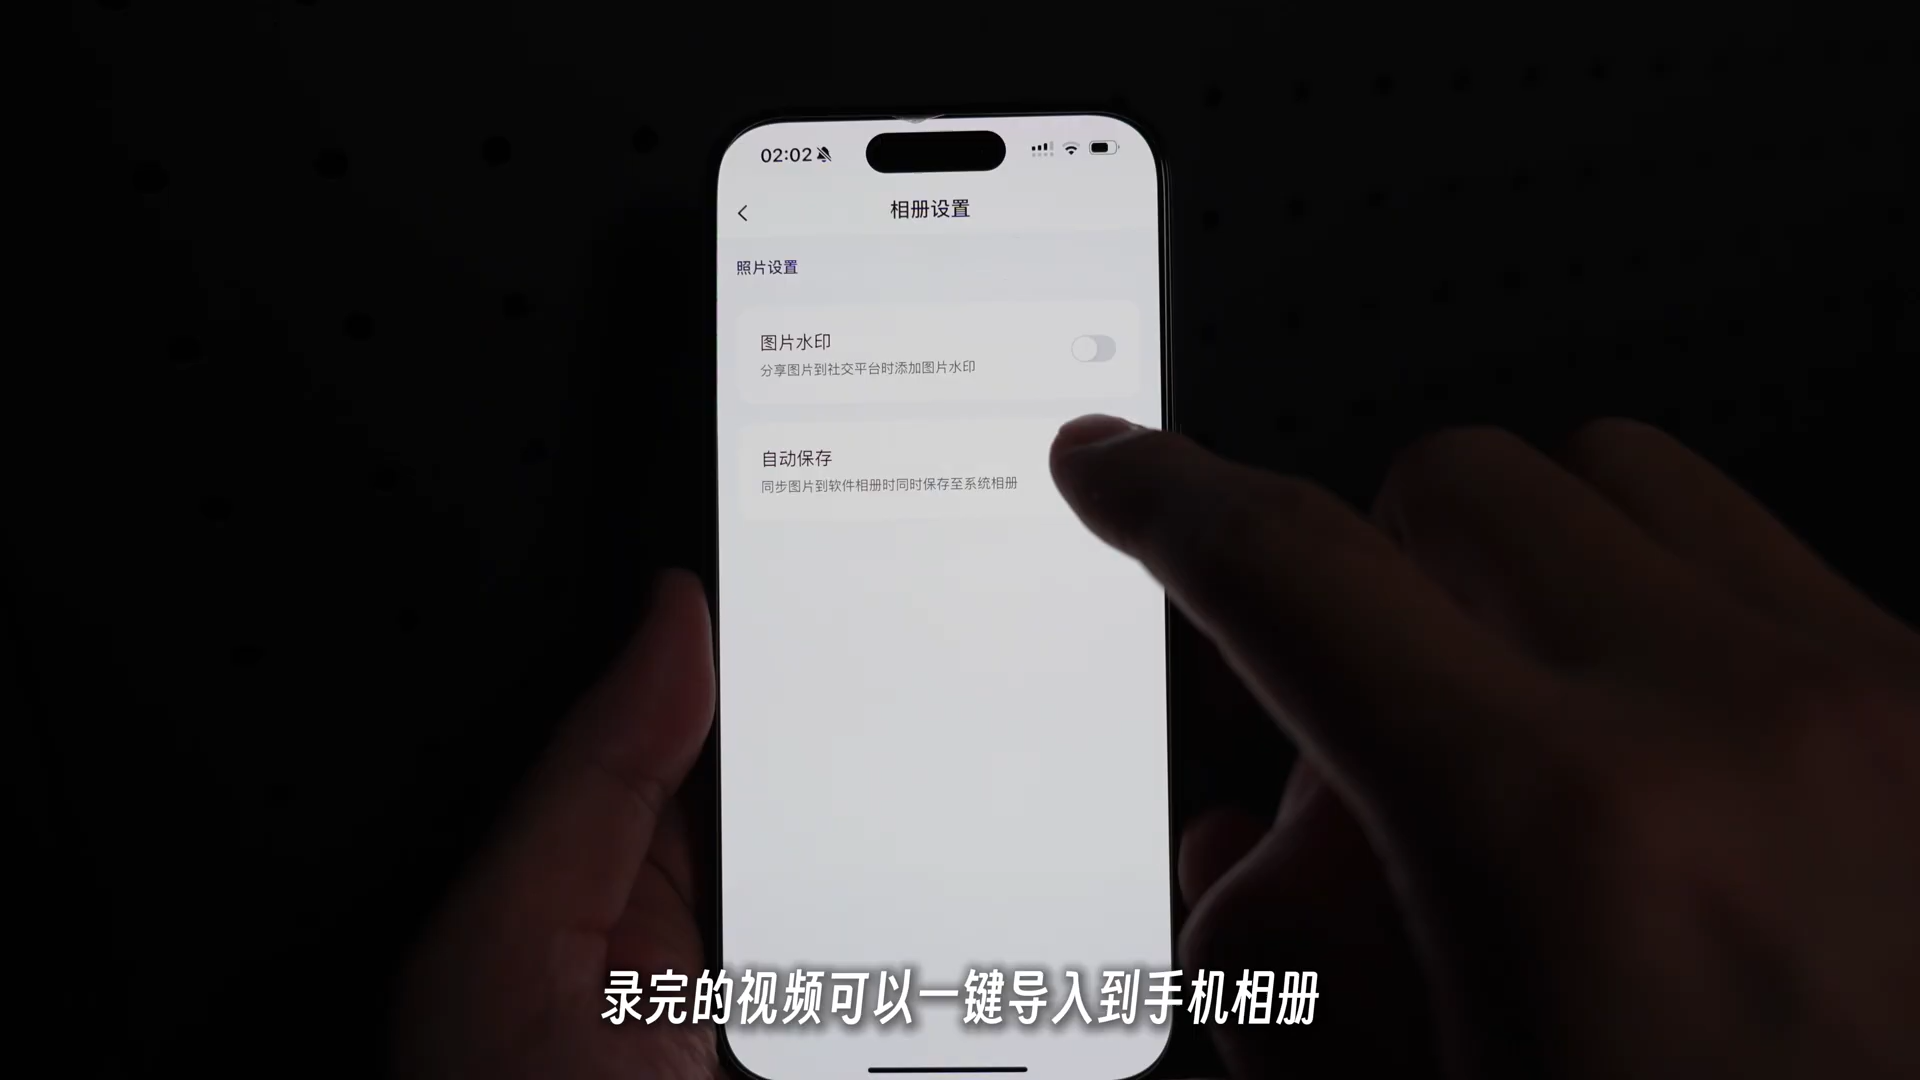 02:02
相册设置
照片设置
图片水印
分享图片到社交平台时添加图片水印
自动保存
同步图片到软件相册时同时保存至系统相册
录完的视频可以一键导入到手机相册